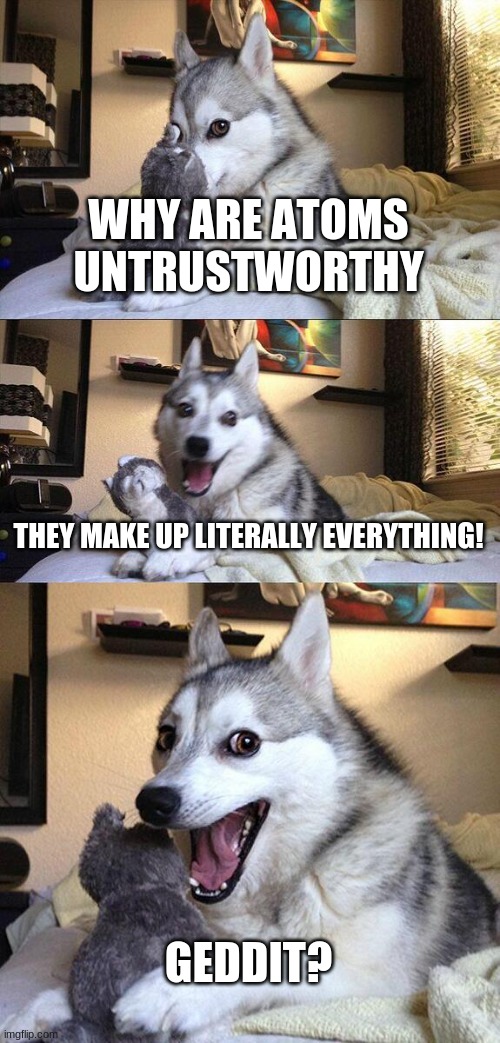 WHY ARE ATOMS
UNTRUSTWORTHY
THEY MAKE UP LITERALLY EVERYTHING!
GEDDIT?
imgflip.com